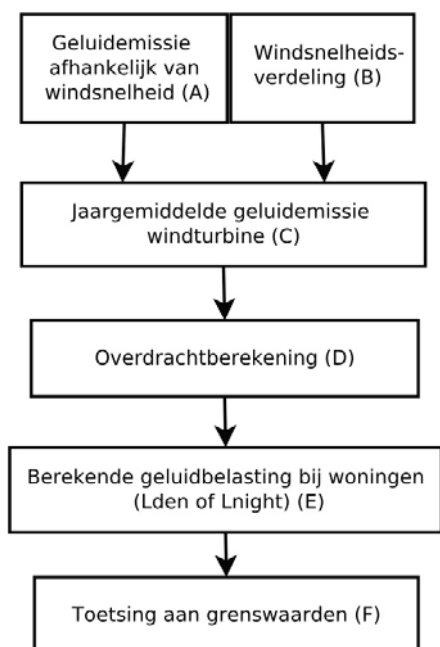 Geluidemissie
afhankelijk van
windsnelheid (A)
Windsnelheids-
verdeling (B)
Jaargemiddelde geluidemissie
windturbine (C)
Overdrachtberekening (D)
Berekende geluidbelasting bij woningen
(Lden of Lnight) (E)
Toetsing aan grenswaarden (F)